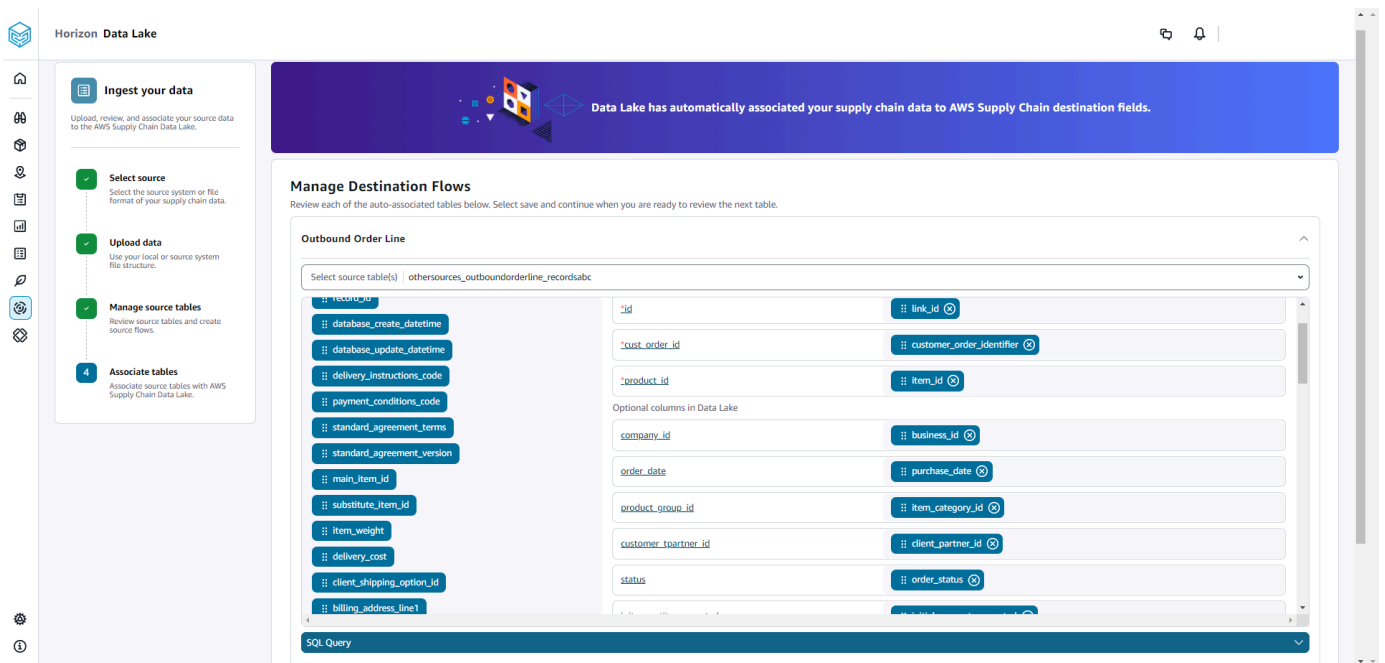 Horizon Data Lake
Ingest your data
Upload, review, and associate your source data
to the AWS Supply Chain Data Lake.
Select source
Select the source system or file
format of your supply chain data.
Upload data
Use your local or source system
file structure.
Manage source tables
Review source tables and create
source flows.
4
Associate tables
Associate source tables with AWS
Supply Chain Data Lake.
Data Lake has automatically associated your supply chain data to AWS Supply Chain destination fields.
Manage Destination Flows
Review each of the auto-associated tables below. Select save and continue when you are ready to review the next table.
Outbound Order Line
Select source table(s) othersources_outboundorderline_recordsabc
record_id
database_create_datetime
database_update_datetime
delivery_instructions_code
payment_conditions_code
standard_agreement_terms
standard_agreement_version
main_item_id
substitute_item_id
item_weight
delivery_cost
client_shipping_option_id
billing_address_line1
*id link_id
*cust_order_id customer_order_identifier
*product_id item_id
Optional columns in Data Lake
company_id business_id
order_date purchase_date
product_group_id item_category_id
customer_tpartner_id client_partner_id
status order_status
SQL Query